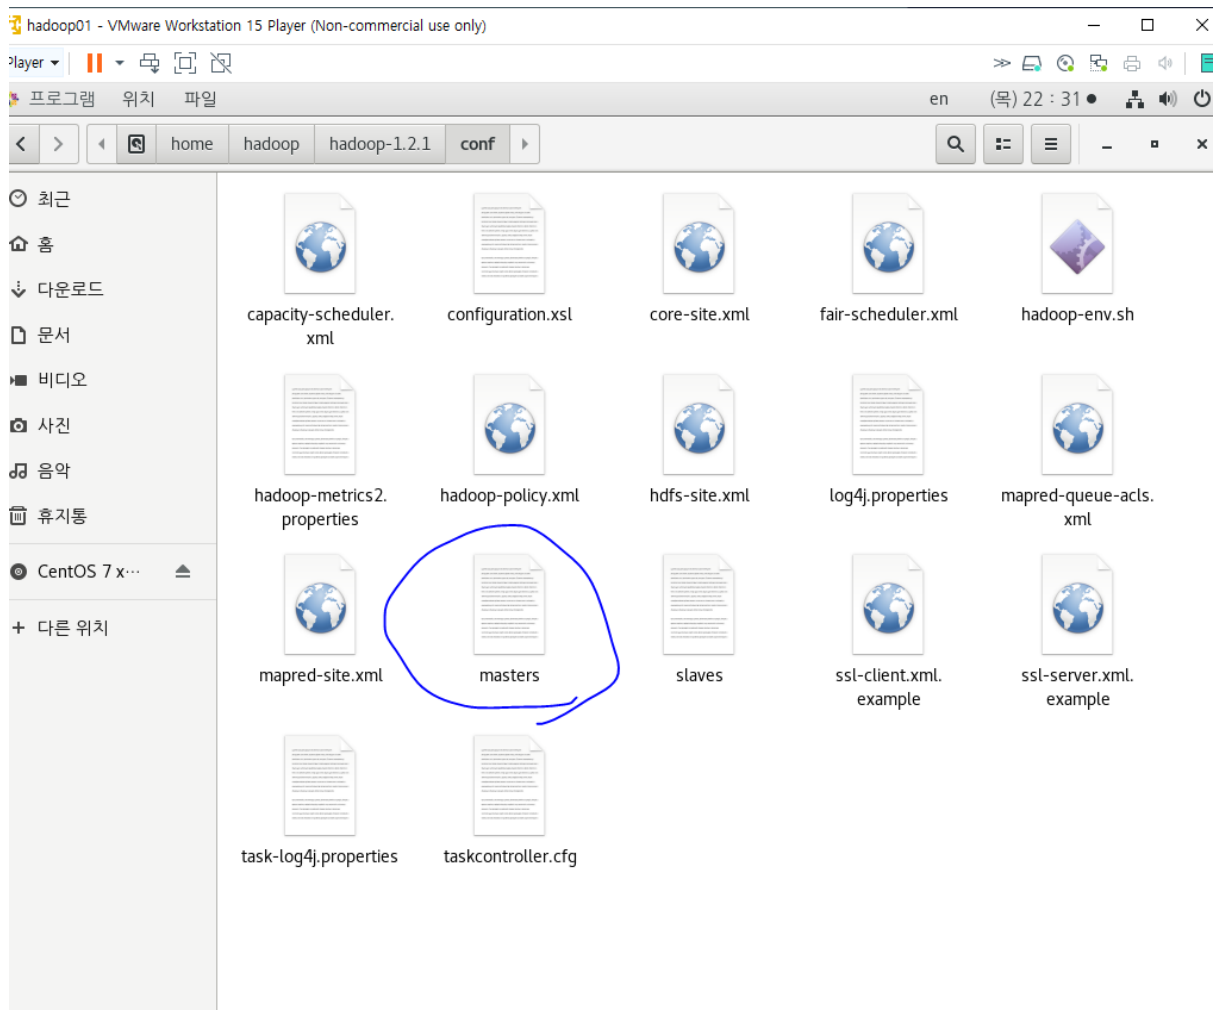 hadoop01 - VMware Workstation 15 Player (Non-commercial use only)
Player
프로그램 위치 파일 en (목) 22 : 31
home hadoop hadoop-1.2.1 conf
최근
홈
다운로드
문서
비디오
사진
음악
휴지통
CentOS 7 x…
다른 위치
capacity-scheduler.
xml
configuration.xsl
core-site.xml
fair-scheduler.xml
hadoop-env.sh
hadoop-metrics2.
properties
hadoop-policy.xml
hdfs-site.xml
log4j.properties
mapred-queue-acls.
xml
mapred-site.xml
masters
slaves
ssl-client.xml.
example
ssl-server.xml.
example
task-log4j.properties
taskcontroller.cfg